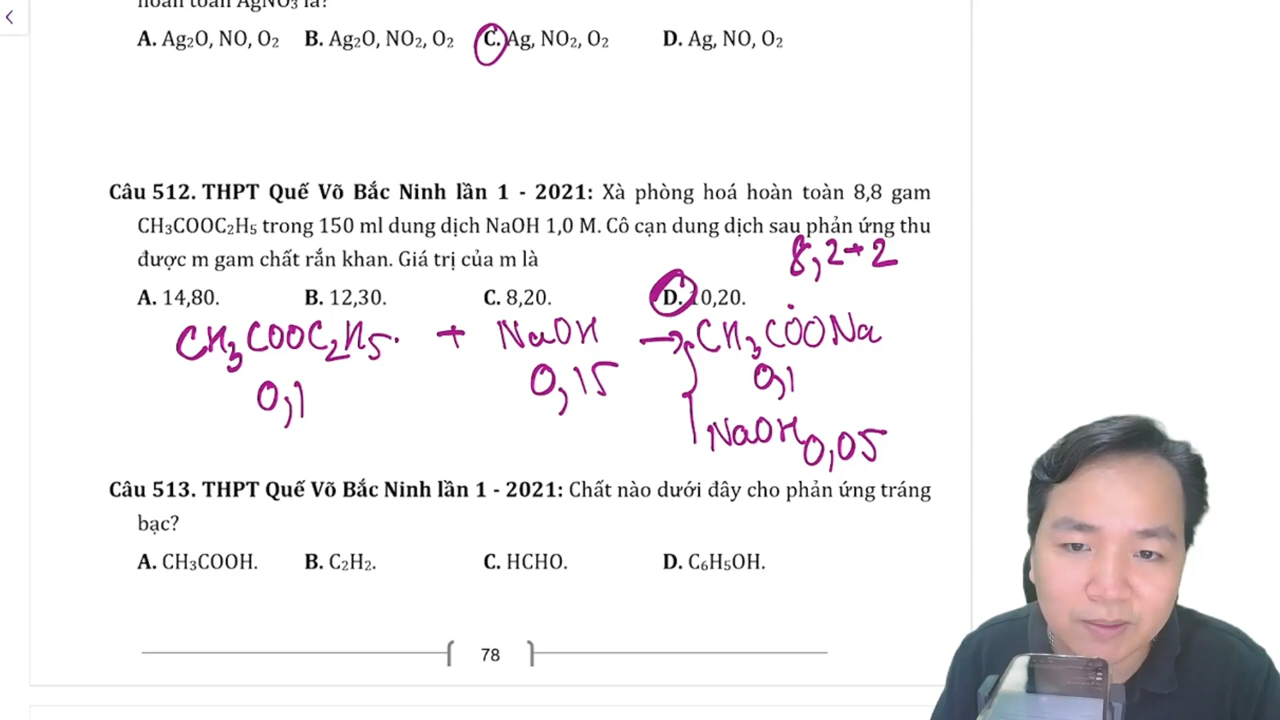 hoàn toàn AgNO₃ là?
A. Ag₂O, NO, O₂ B. Ag₂O, NO₂, O₂ C. Ag, NO₂, O₂ D. Ag, NO, O₂
Câu 512. THPT Quế Võ Bắc Ninh lần 1 - 2021: Xà phòng hoá hoàn toàn 8,8 gam
CH₃COOC₂H₅ trong 150 ml dung dịch NaOH 1,0 M. Cô cạn dung dịch sau phản ứng thu
được m gam chất rắn khan. Giá trị của m là
8,2+2
A. 14,80. B. 12,30. C. 8,20. D. 10,20.
CH₃COOC₂H₅ + NaOH → CH₃COONa
0,1 0,15 0,1
NaOH 0,05
Câu 513. THPT Quế Võ Bắc Ninh lần 1 - 2021: Chất nào dưới đây cho phản ứng tráng
bạc?
A. CH₃COOH. B. C₂H₂. C. HCHO. D. C₆H₅OH.
78